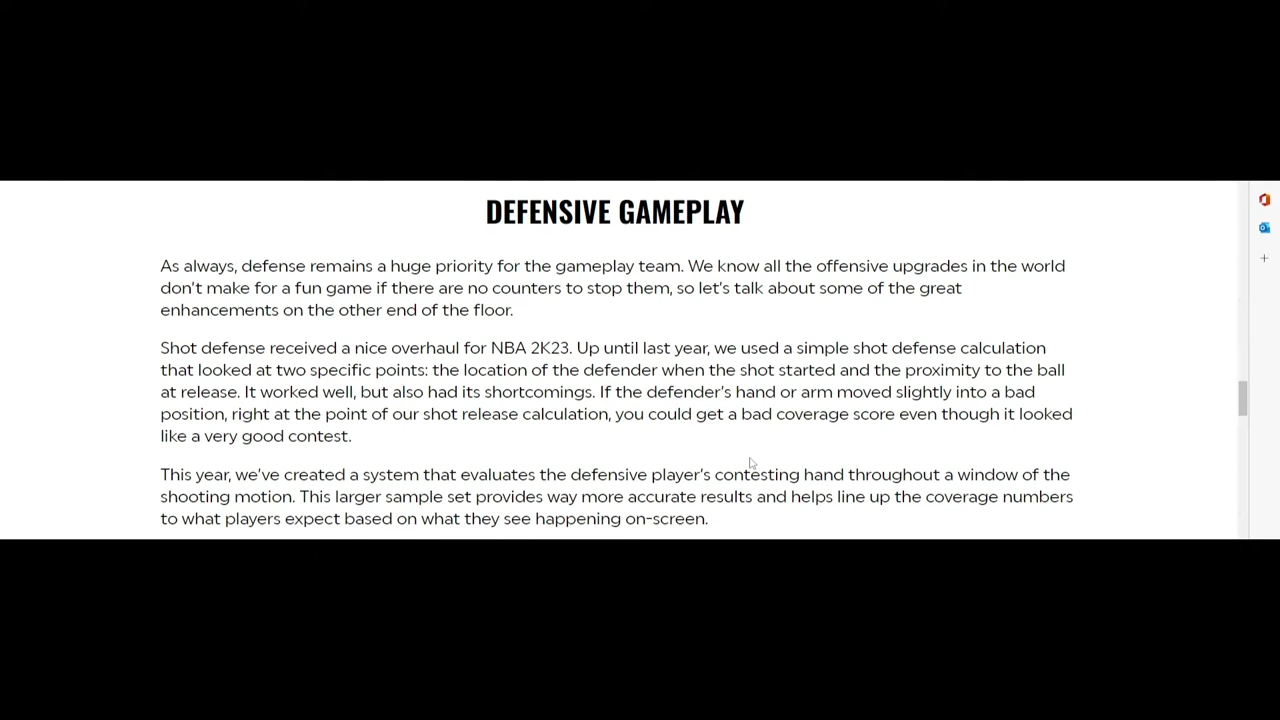 DEFENSIVE GAMEPLAY
As always, defense remains a huge priority for the gameplay team. We know all the offensive upgrades in the world
don't make for a fun game if there are no counters to stop them, so let's talk about some of the great
enhancements on the other end of the floor.
Shot defense received a nice overhaul for NBA 2K23. Up until last year, we used a simple shot defense calculation
that looked at two specific points: the location of the defender when the shot started and the proximity to the ball
at release. It worked well, but also had its shortcomings. If the defender's hand or arm moved slightly into a bad
position, right at the point of our shot release calculation, you could get a bad coverage score even though it looked
like a very good contest.
This year, we've created a system that evaluates the defensive player's contesting hand throughout a window of the
shooting motion. This larger sample set provides way more accurate results and helps line up the coverage numbers
to what players expect based on what they see happening on-screen.